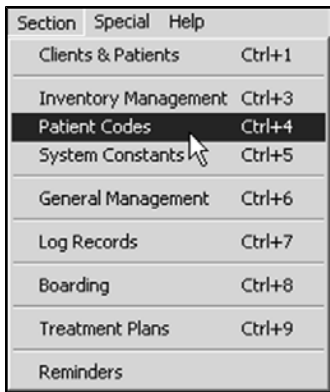 Section Special Help
Clients & Patients Ctrl+1
Inventory Management Ctrl+3
Patient Codes Ctrl+4
System Constants Ctrl+5
General Management Ctrl+6
Log Records Ctrl+7
Boarding Ctrl+8
Treatment Plans Ctrl+9
Reminders